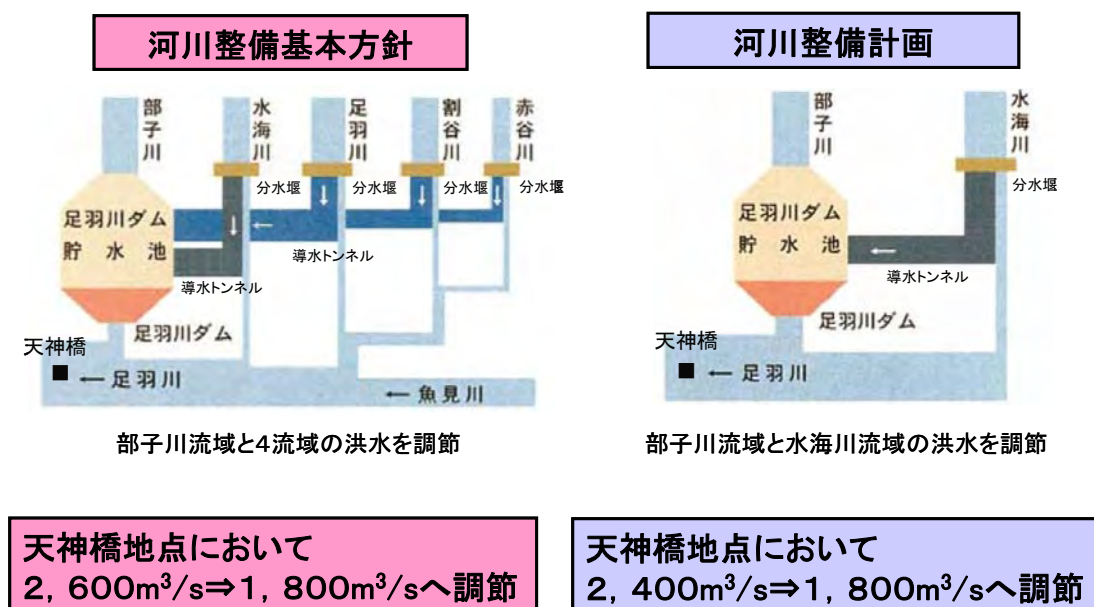 河川整備基本方針
部子川
水海川
足羽川
割谷川
赤谷川
分水堰
分水堰
分水堰
分水堰
足羽川ダム
貯水池
導水トンネル
導水トンネル
足羽川ダム
天神橋
■ ← 足羽川
← 魚見川
部子川流域と4流域の洪水を調節
天神橋地点において
2,600m³/s⇒1,800m³/sへ調節
河川整備計画
部子川
水海川
分水堰
足羽川ダム
貯水池
導水トンネル
足羽川ダム
天神橋
■ ← 足羽川
部子川流域と水海川流域の洪水を調節
天神橋地点において
2,400m³/s⇒1,800m³/sへ調節